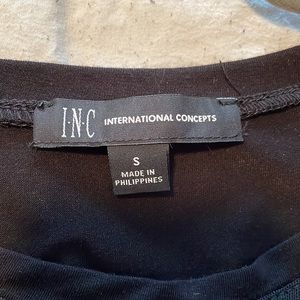 I·N·C INTERNATIONAL CONCEPTS
S
MADE IN
PHILIPPINES